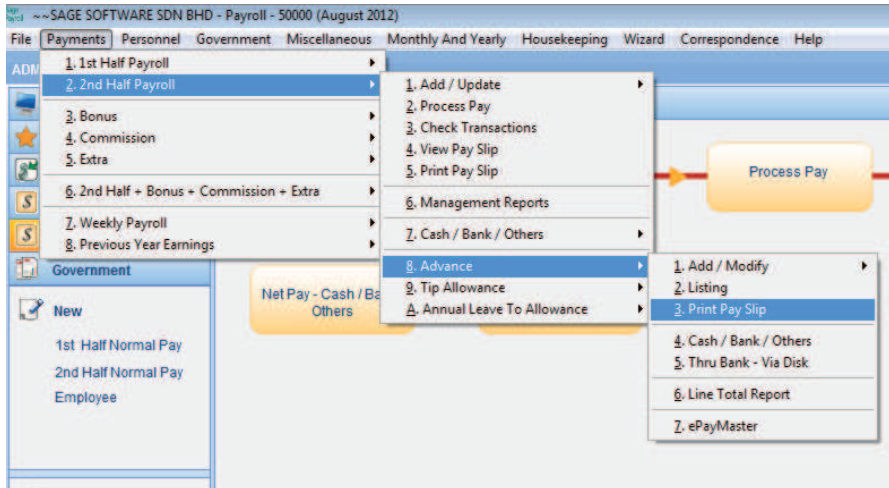 ~~SAGE SOFTWARE SDN BHD - Payroll - 50000 (August 2012)
File Payments Personnel Government Miscellaneous Monthly And Yearly Housekeeping Wizard Correspondence Help
ADM
1. 1st Half Payroll
2. 2nd Half Payroll
3. Bonus
4. Commission
5. Extra
6. 2nd Half + Bonus + Commission + Extra
7. Weekly Payroll
8. Previous Year Earnings
1. Add / Update
2. Process Pay
3. Check Transactions
4. View Pay Slip
5. Print Pay Slip
6. Management Reports
7. Cash / Bank / Others
8. Advance
9. Tip Allowance
A. Annual Leave To Allowance
1. Add / Modify
2. Listing
3. Print Pay Slip
4. Cash / Bank / Others
5. Thru Bank - Via Disk
6. Line Total Report
7. ePayMaster
Process Pay
Government
New
1st Half Normal Pay
2nd Half Normal Pay
Employee
Net Pay - Cash / Ba
Others